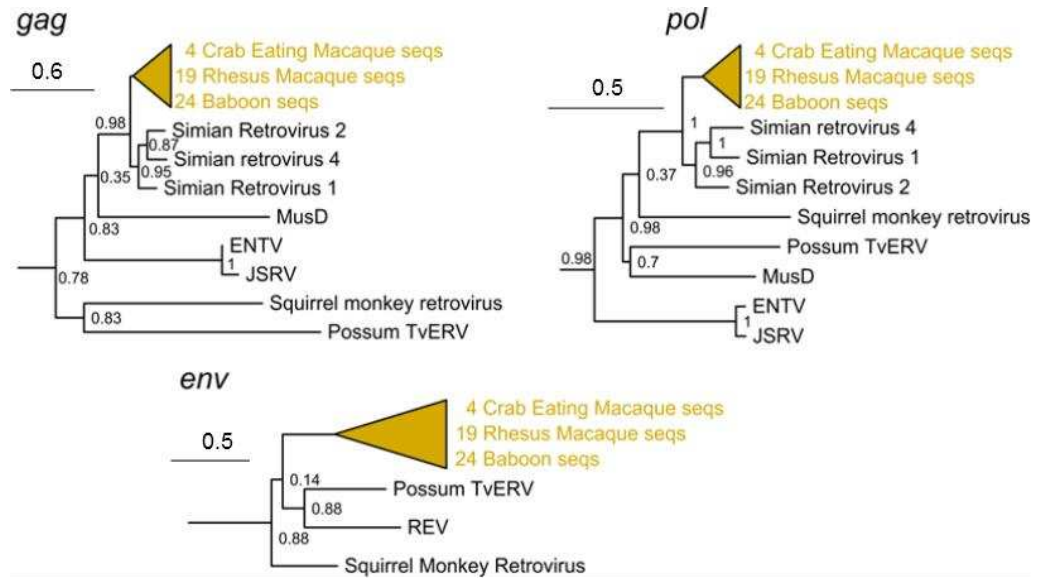 gag
0.6
4 Crab Eating Macaque seqs
19 Rhesus Macaque seqs
24 Baboon seqs
0.98
Simian Retrovirus 2
0.87
Simian retrovirus 4
0.35
0.95
Simian Retrovirus 1
MusD
0.83
ENTV
1
JSRV
0.78
Squirrel monkey retrovirus
0.83
Possum TvERV
pol
0.5
4 Crab Eating Macaque seqs
19 Rhesus Macaque seqs
24 Baboon seqs
1
Simian retrovirus 4
1
Simian Retrovirus 1
0.37
0.96
Simian Retrovirus 2
Squirrel monkey retrovirus
0.98
Possum TvERV
0.98
0.7
MusD
ENTV
1
JSRV
env
0.5
4 Crab Eating Macaque seqs
19 Rhesus Macaque seqs
24 Baboon seqs
0.14
Possum TvERV
0.88
REV
0.88
Squirrel Monkey Retrovirus